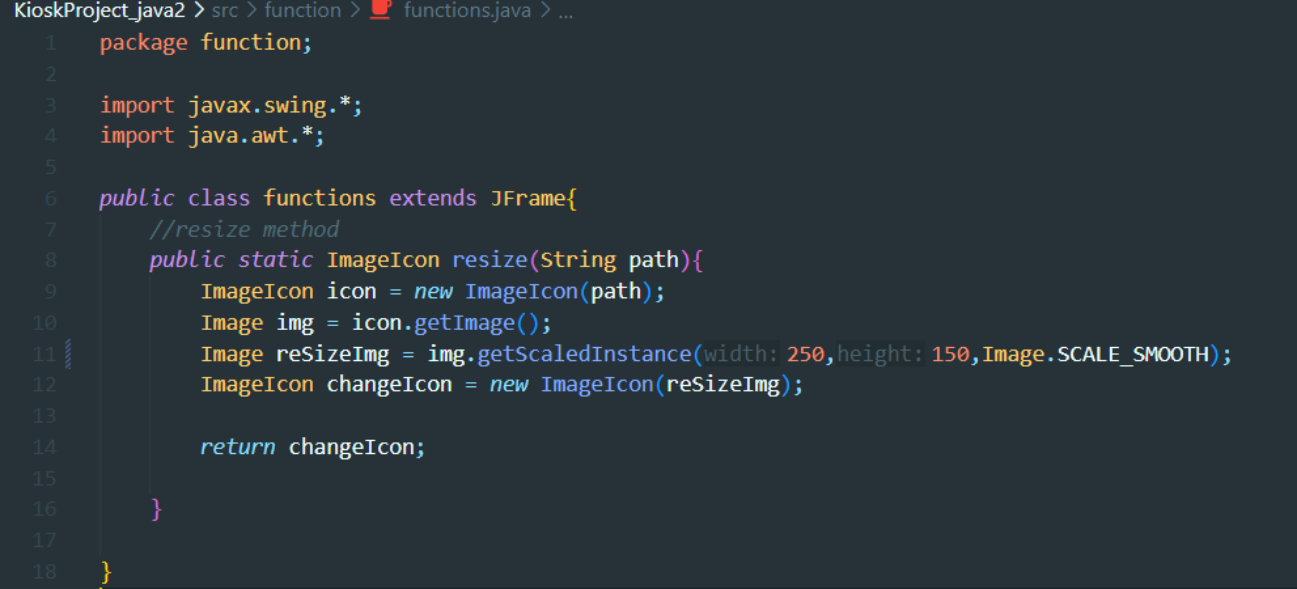 KioskProject_java2 > src > function > functions.java > ...
1 package function;
2
3 import javax.swing.*;
4 import java.awt.*;
5
6 public class functions extends JFrame{
7 //resize method
8 public static ImageIcon resize(String path){
9 ImageIcon icon = new ImageIcon(path);
10 Image img = icon.getImage();
11 Image reSizeImg = img.getScaledInstance(width: 250,height: 150,Image.SCALE_SMOOTH);
12 ImageIcon changeIcon = new ImageIcon(reSizeImg);
13
14 return changeIcon;
15
16 }
17
18 }